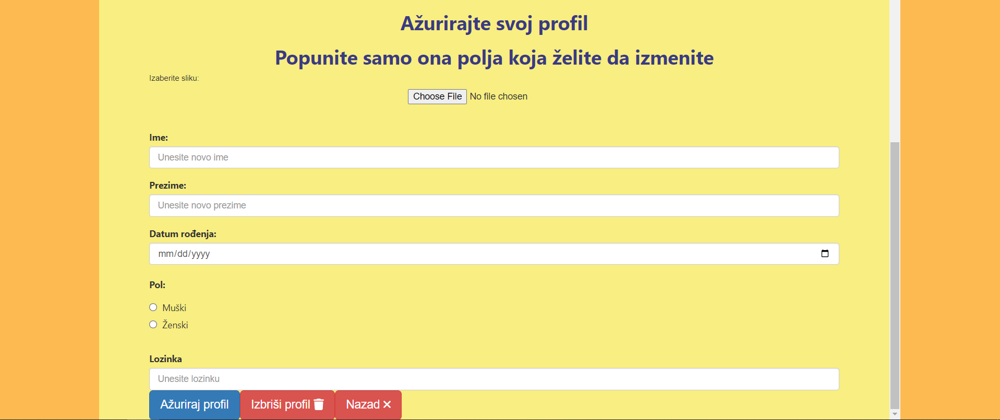 Ažurirajte svoj profil
Popunite samo ona polja koja želite da izmenite
Izaberite sliku:
Choose File No file chosen
Ime:
Unesite novo ime
Prezime:
Unesite novo prezime
Datum rođenja:
mm/dd/yyyy
Pol:
Muški
Ženski
Lozinka
Unesite lozinku
Ažuriraj profil Izbriši profil Nazad